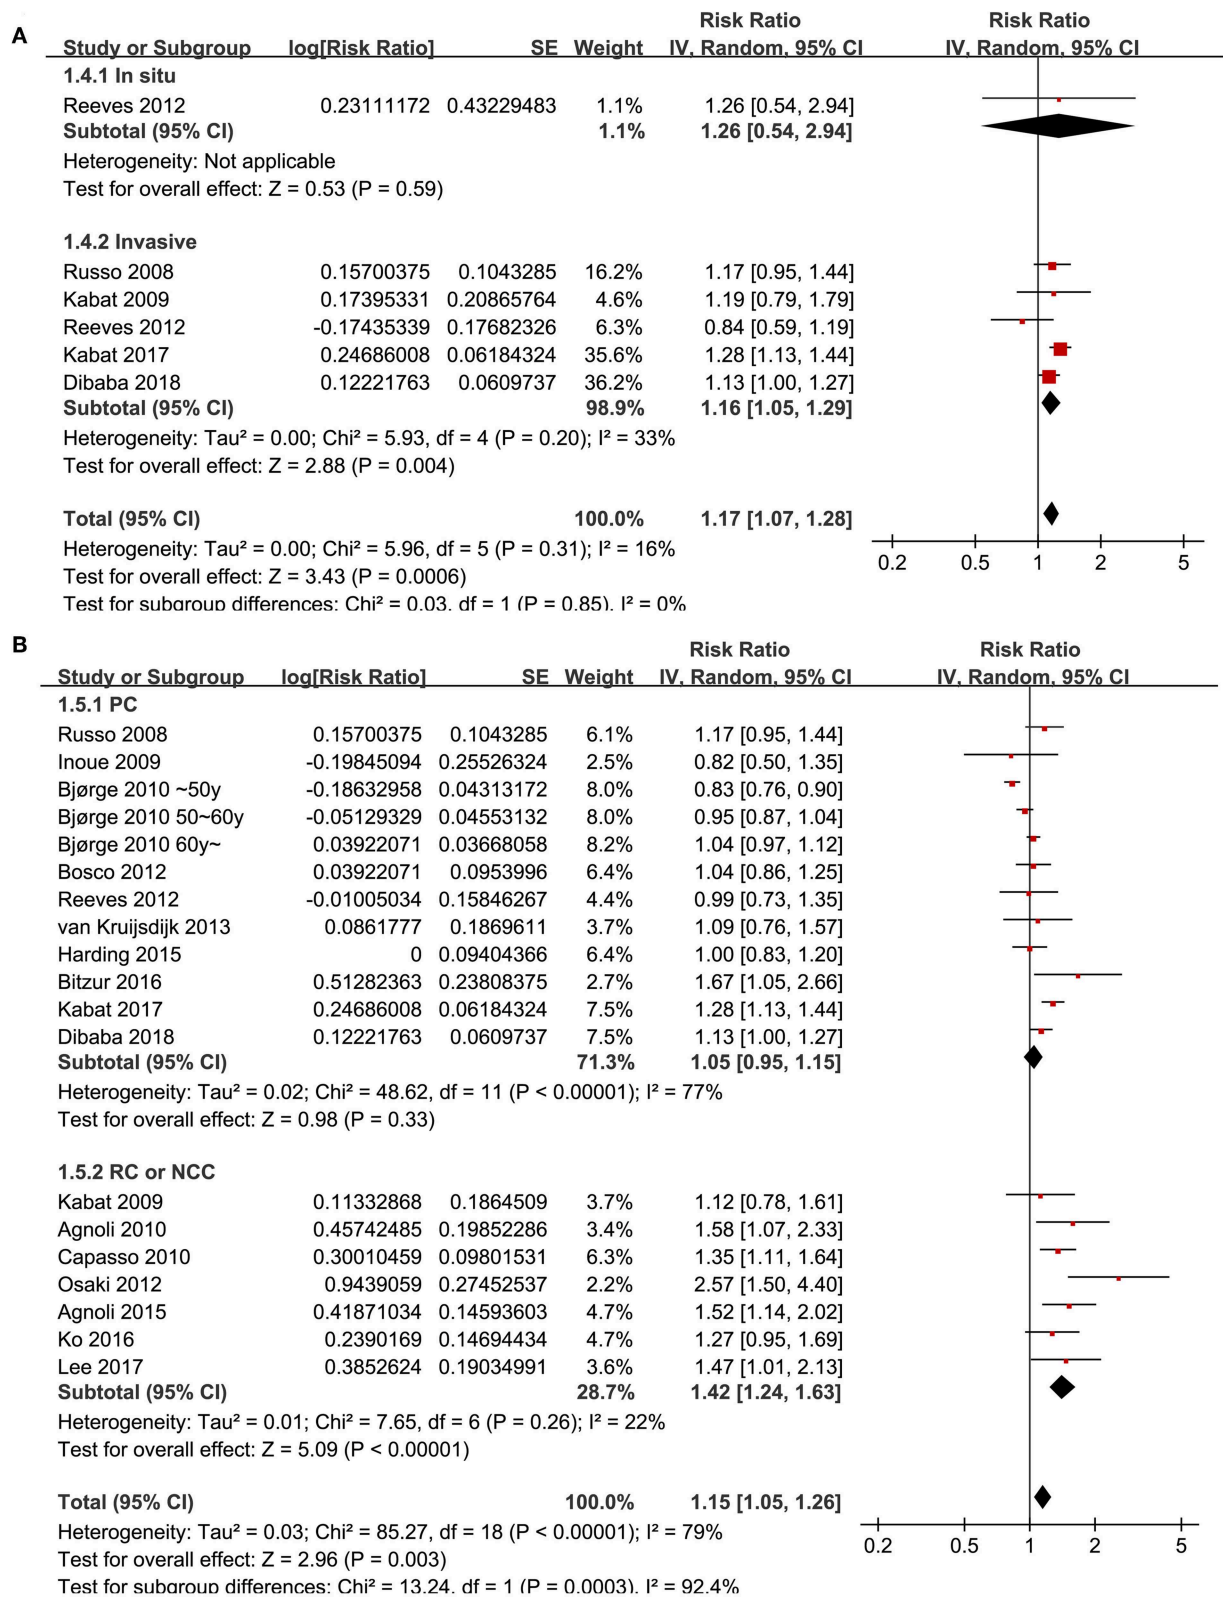 A
Risk Ratio Risk Ratio
Study or Subgroup log[Risk Ratio] SE Weight IV, Random, 95% CI IV, Random, 95% CI
1.4.1 In situ
Reeves 2012 0.23111172 0.43229483 1.1% 1.26 [0.54, 2.94]
Subtotal (95% CI) 1.1% 1.26 [0.54, 2.94]
Heterogeneity: Not applicable
Test for overall effect: Z = 0.53 (P = 0.59)
1.4.2 Invasive
Russo 2008 0.15700375 0.1043285 16.2% 1.17 [0.95, 1.44]
Kabat 2009 0.17395331 0.20865764 4.6% 1.19 [0.79, 1.79]
Reeves 2012 -0.17435339 0.17682326 6.3% 0.84 [0.59, 1.19]
Kabat 2017 0.24686008 0.06184324 35.6% 1.28 [1.13, 1.44]
Dibaba 2018 0.12221763 0.0609737 36.2% 1.13 [1.00, 1.27]
Subtotal (95% CI) 98.9% 1.16 [1.05, 1.29]
Heterogeneity: Tau² = 0.00; Chi² = 5.93, df = 4 (P = 0.20); I² = 33%
Test for overall effect: Z = 2.88 (P = 0.004)
Total (95% CI) 100.0% 1.17 [1.07, 1.28]
Heterogeneity: Tau² = 0.00; Chi² = 5.96, df = 5 (P = 0.31); I² = 16%
0.2 0.5 1 2 5
Test for overall effect: Z = 3.43 (P = 0.0006)
Test for subgroup differences: Chi² = 0.03, df = 1 (P = 0.85), I² = 0%
B
Risk Ratio Risk Ratio
Study or Subgroup log[Risk Ratio] SE Weight IV, Random, 95% CI IV, Random, 95% CI
1.5.1 PC
Russo 2008 0.15700375 0.1043285 6.1% 1.17 [0.95, 1.44]
Inoue 2009 -0.19845094 0.25526324 2.5% 0.82 [0.50, 1.35]
Bjørge 2010 ~50y -0.18632958 0.04313172 8.0% 0.83 [0.76, 0.90]
Bjørge 2010 50~60y -0.05129329 0.04553132 8.0% 0.95 [0.87, 1.04]
Bjørge 2010 60y~ 0.03922071 0.03668058 8.2% 1.04 [0.97, 1.12]
Bosco 2012 0.03922071 0.0953996 6.4% 1.04 [0.86, 1.25]
Reeves 2012 -0.01005034 0.15846267 4.4% 0.99 [0.73, 1.35]
van Kruijsdijk 2013 0.0861777 0.1869611 3.7% 1.09 [0.76, 1.57]
Harding 2015 0 0.09404366 6.4% 1.00 [0.83, 1.20]
Bitzur 2016 0.51282363 0.23808375 2.7% 1.67 [1.05, 2.66]
Kabat 2017 0.24686008 0.06184324 7.5% 1.28 [1.13, 1.44]
Dibaba 2018 0.12221763 0.0609737 7.5% 1.13 [1.00, 1.27]
Subtotal (95% CI) 71.3% 1.05 [0.95, 1.15]
Heterogeneity: Tau² = 0.02; Chi² = 48.62, df = 11 (P < 0.00001); I² = 77%
Test for overall effect: Z = 0.98 (P = 0.33)
1.5.2 RC or NCC
Kabat 2009 0.11332868 0.1864509 3.7% 1.12 [0.78, 1.61]
Agnoli 2010 0.45742485 0.19852286 3.4% 1.58 [1.07, 2.33]
Capasso 2010 0.30010459 0.09801531 6.3% 1.35 [1.11, 1.64]
Osaki 2012 0.9439059 0.27452537 2.2% 2.57 [1.50, 4.40]
Agnoli 2015 0.41871034 0.14593603 4.7% 1.52 [1.14, 2.02]
Ko 2016 0.2390169 0.14694434 4.7% 1.27 [0.95, 1.69]
Lee 2017 0.3852624 0.19034991 3.6% 1.47 [1.01, 2.13]
Subtotal (95% CI) 28.7% 1.42 [1.24, 1.63]
Heterogeneity: Tau² = 0.01; Chi² = 7.65, df = 6 (P = 0.26); I² = 22%
Test for overall effect: Z = 5.09 (P < 0.00001)
Total (95% CI) 100.0% 1.15 [1.05, 1.26]
Heterogeneity: Tau² = 0.03; Chi² = 85.27, df = 18 (P < 0.00001); I² = 79%
0.2 0.5 1 2 5
Test for overall effect: Z = 2.96 (P = 0.003)
Test for subgroup differences: Chi² = 13.24, df = 1 (P = 0.0003), I² = 92.4%